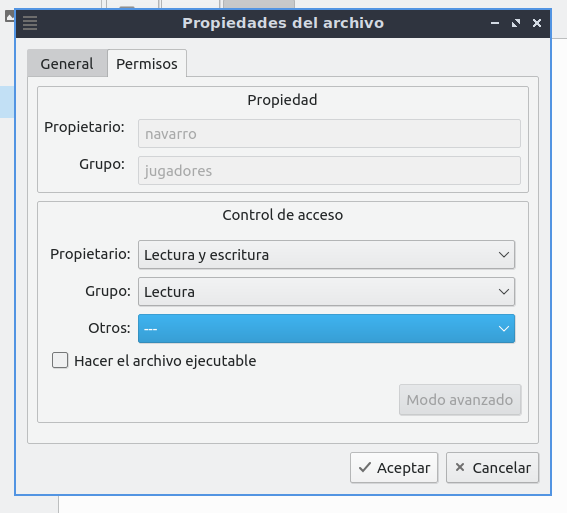 Propiedades del archivo
General Permisos
Propiedad
Propietario: navarro
Grupo: jugadores
Control de acceso
Propietario: Lectura y escritura
Grupo: Lectura
Otros: ---
Hacer el archivo ejecutable
Modo avanzado
Aceptar Cancelar